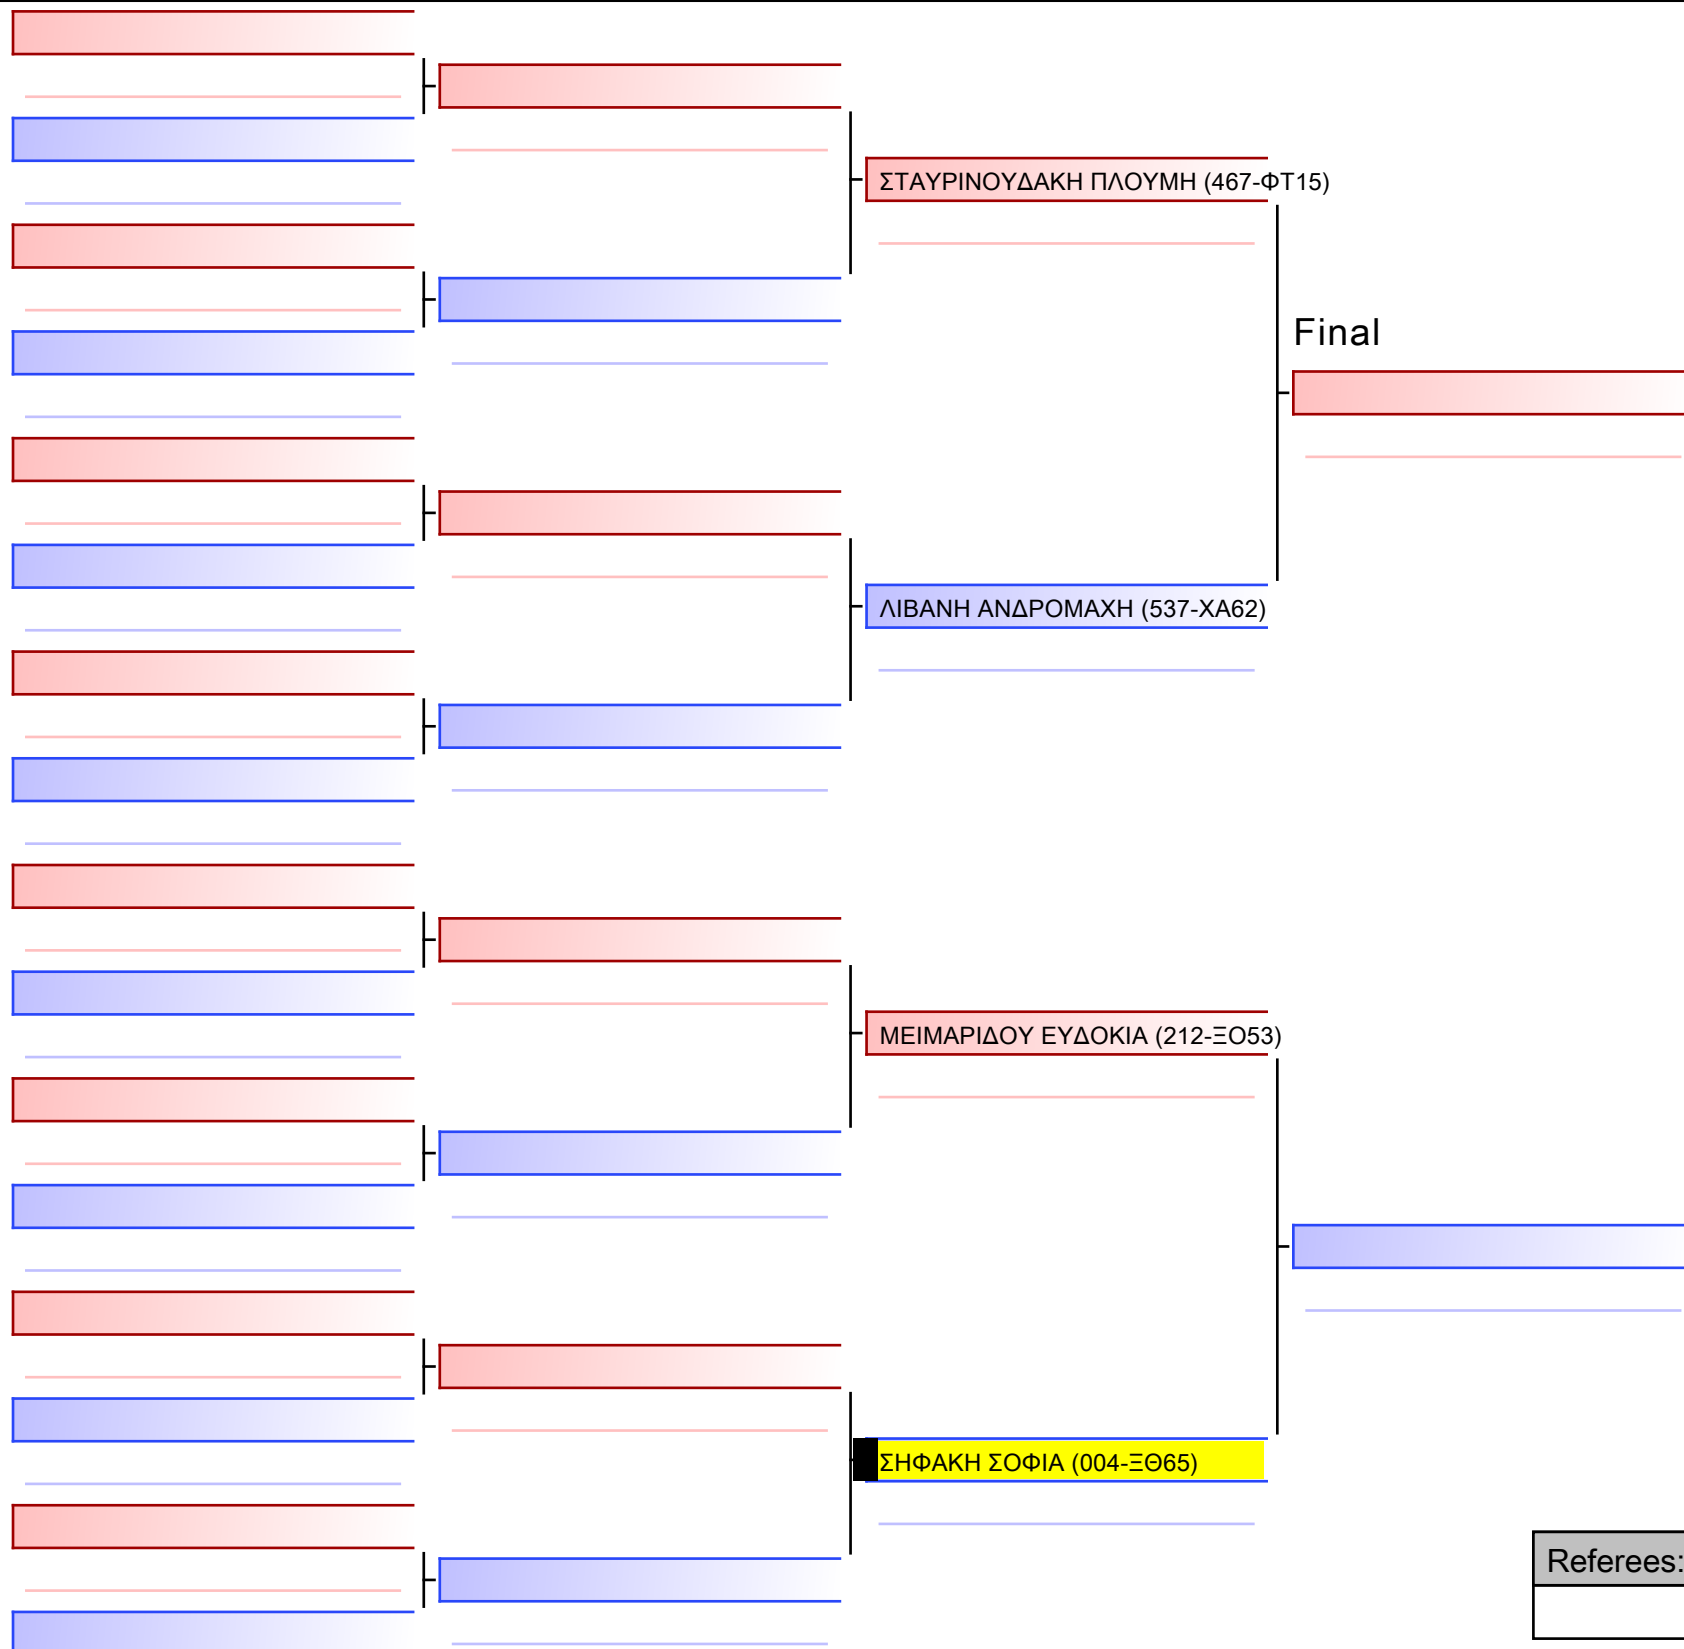 ΣΤΑΥΡΙΝΟΥΔΑΚΗ ΠΛΟΥΜΗ (467-ΦΤ15)
Final
ΛΙΒΑΝΗ ΑΝΔΡΟΜΑΧΗ (537-ΧΑ62)
ΜΕΙΜΑΡΙΔΟΥ ΕΥΔΟΚΙΑ (212-ΞΟ53)
ΣΗΦΑΚΗ ΣΟΦΙΑ (004-ΞΘ65)
Referees: